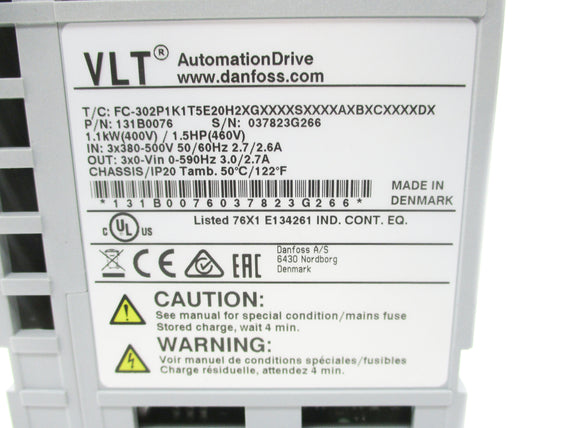 VLT® AutomationDrive
www.danfoss.com
T/C: FC-302P1K1T5E20H2XGXXXXSXXXXAXBXCXXXXDX
P/N: 131B0076 S/N: 037823G266
1.1kW(400V) / 1.5HP(460V)
IN: 3x380-500V 50/60Hz 2.7/2.6A
OUT: 3x0-Vin 0-590Hz 3.0/2.7A
CHASSIS/IP20 Tamb. 50°C/122°F
*131B0076037823G266*
MADE IN
DENMARK
c UL US
Listed 76X1 E134261 IND. CONT. EQ.
CE EAC
Danfoss A/S
6430 Nordborg
Denmark
CAUTION:
See manual for special condition/mains fuse
Stored charge, wait 4 min.
WARNING:
Voir manuel de conditions spéciales/fusibles
Charge résiduelle, attendez 4 min.